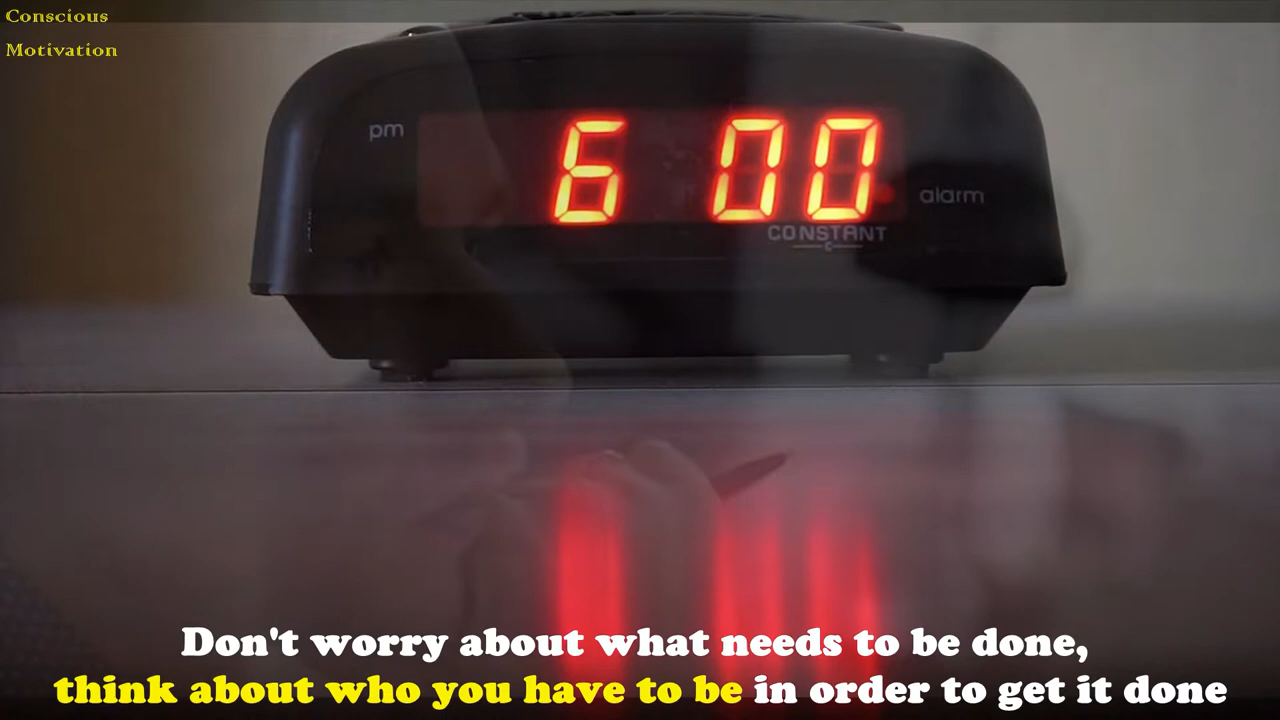 Conscious
Motivation
pm
6 00
alarm
CONSTANT
Don't worry about what needs to be done,
think about who you have to be in order to get it done